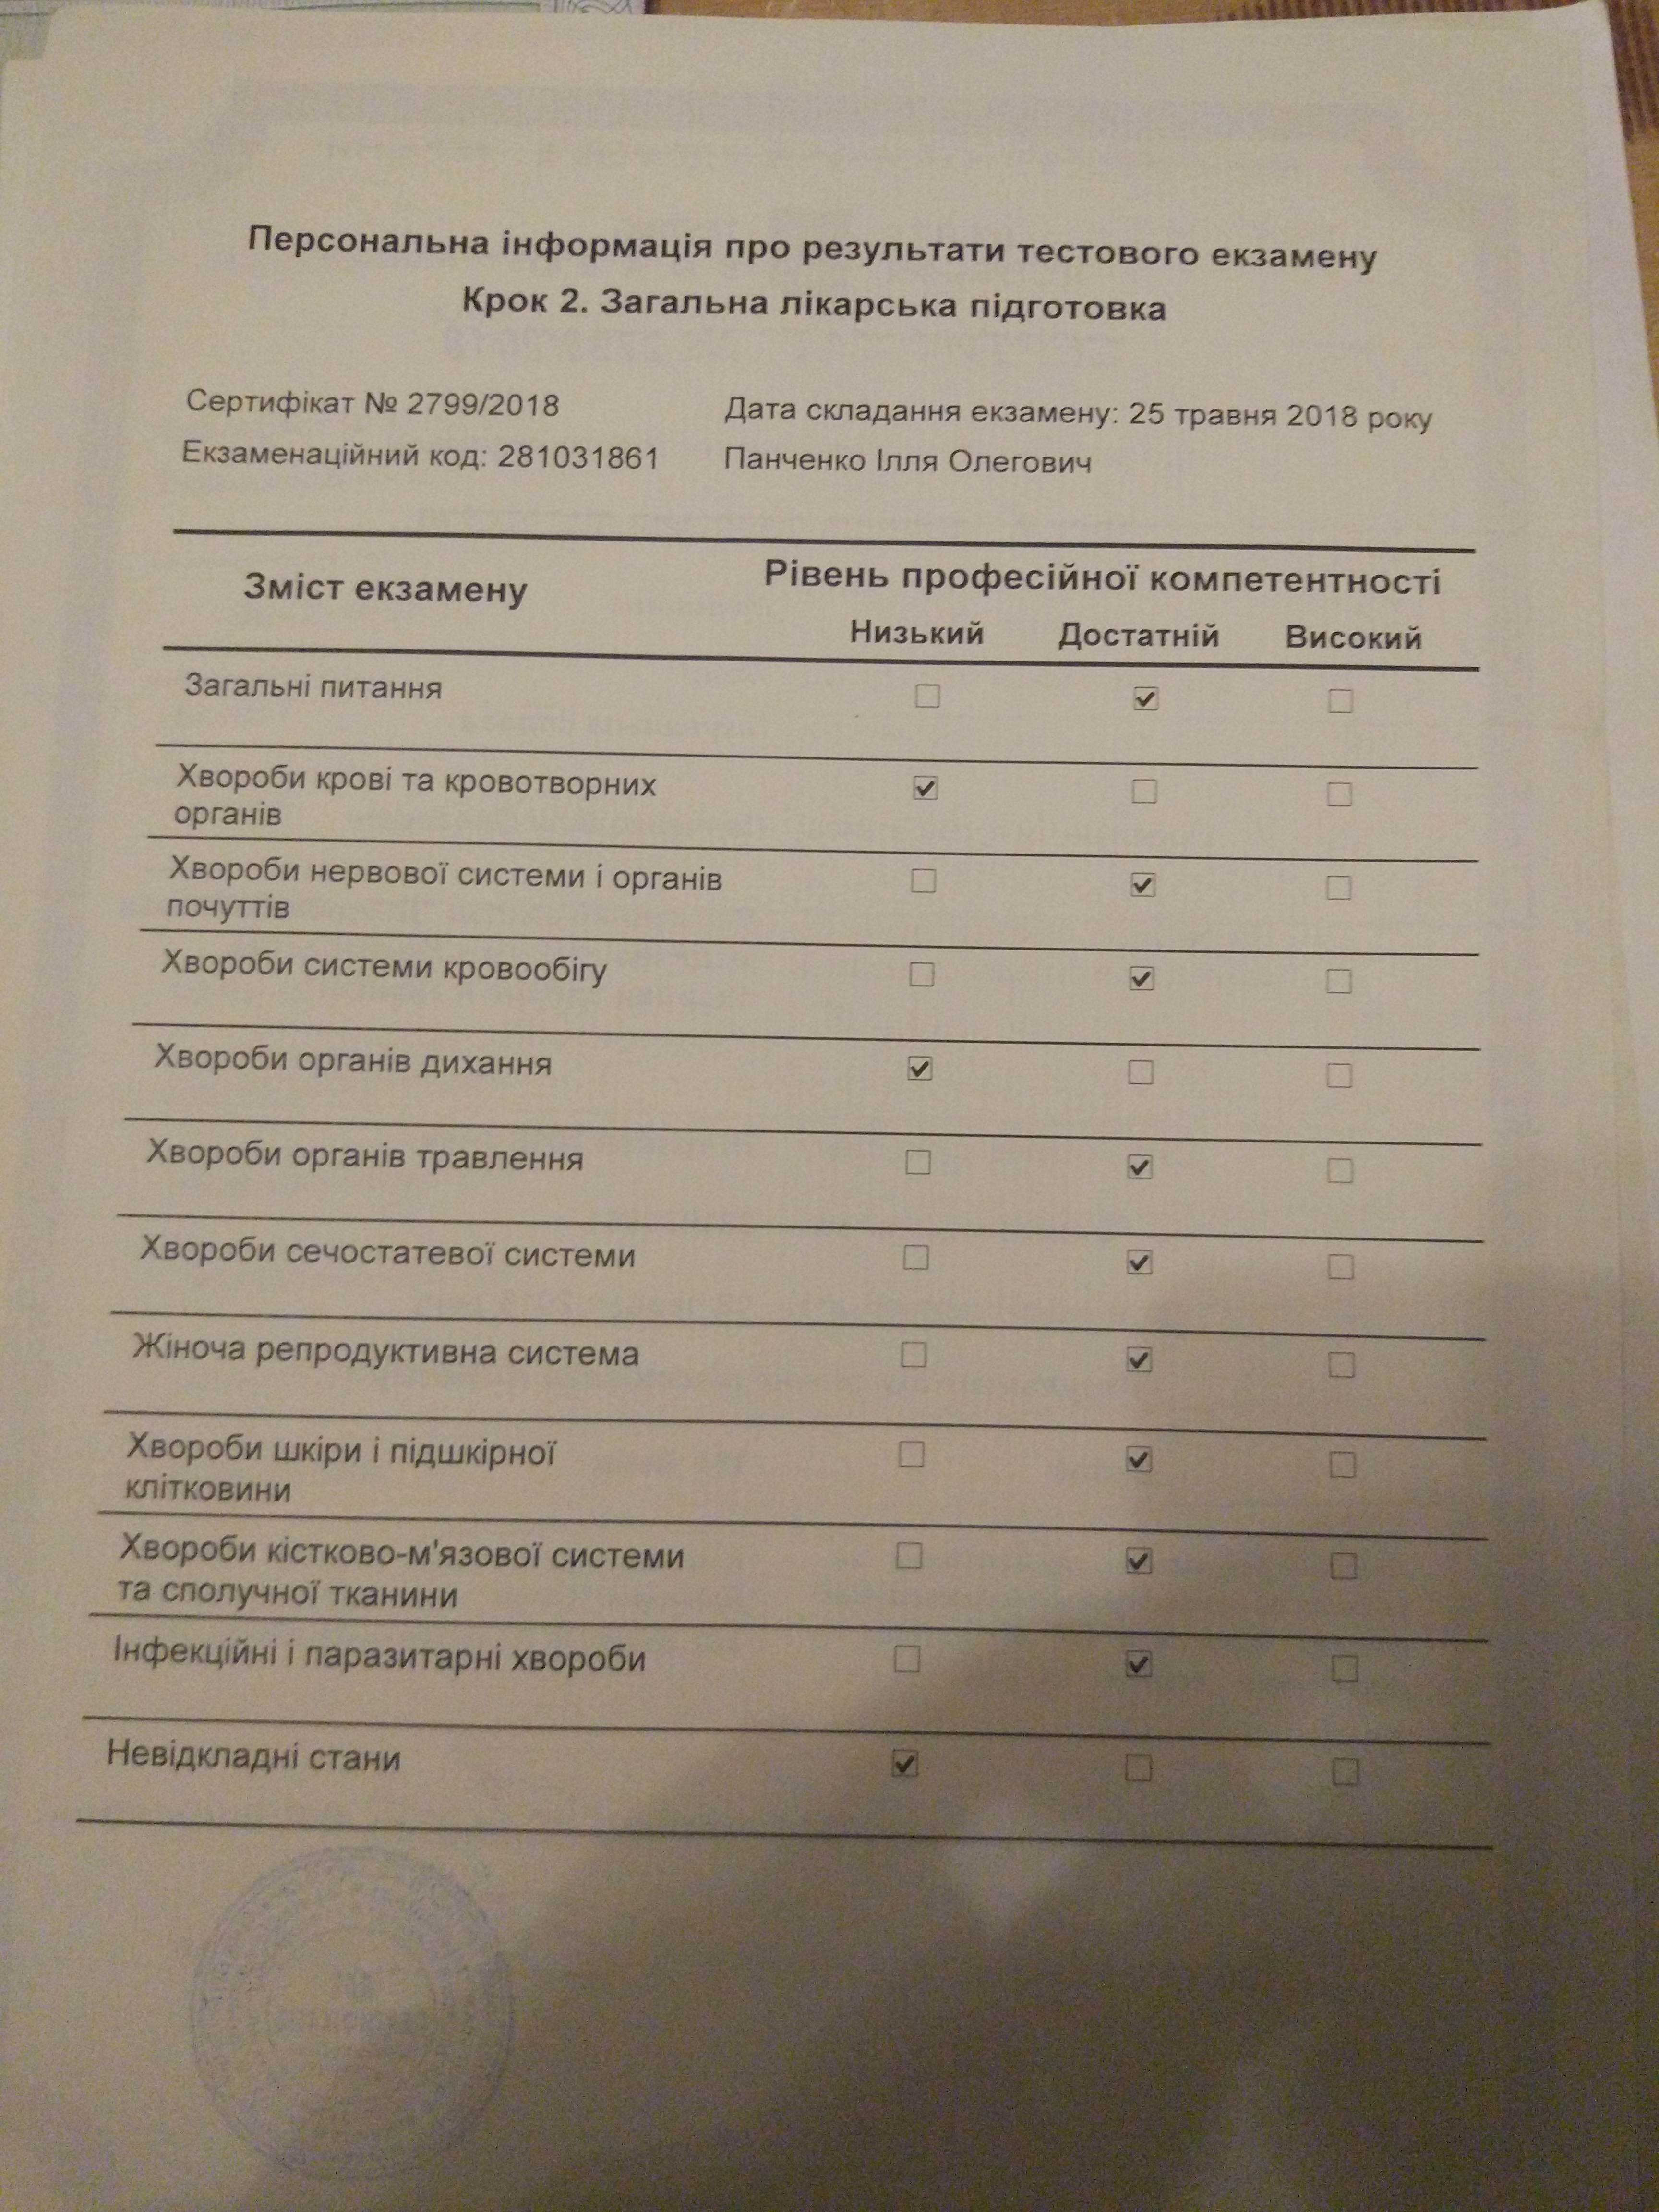 Персональна інформація про результати тестового екзамену
Крок 2. Загальна лікарська підготовка
Сертифікат № 2799/2018
Дата складання екзамену: 25 травня 2018 року
Екзаменаційний код: 281031861
Панченко Ілля Олегович
Зміст екзамену
Рівень професійної компетентності
Низький Достатній Високий
Загальні питання ☐ ☑ ☐
Хвороби крові та кровотворних ☑ ☐ ☐
органів
Хвороби нервової системи і органів ☐ ☑ ☐
почуттів
Хвороби системи кровообігу ☐ ☑ ☐
Хвороби органів дихання ☑ ☐ ☐
Хвороби органів травлення ☐ ☑ ☐
Хвороби сечостатевої системи ☐ ☑ ☐
Жіноча репродуктивна система ☐ ☑ ☐
Хвороби шкіри і підшкірної ☐ ☑ ☐
клітковини
Хвороби кістково-м'язової системи ☐ ☑ ☐
та сполучної тканини
Інфекційні і паразитарні хвороби ☐ ☑ ☐
Невідкладні стани ☑ ☐ ☐